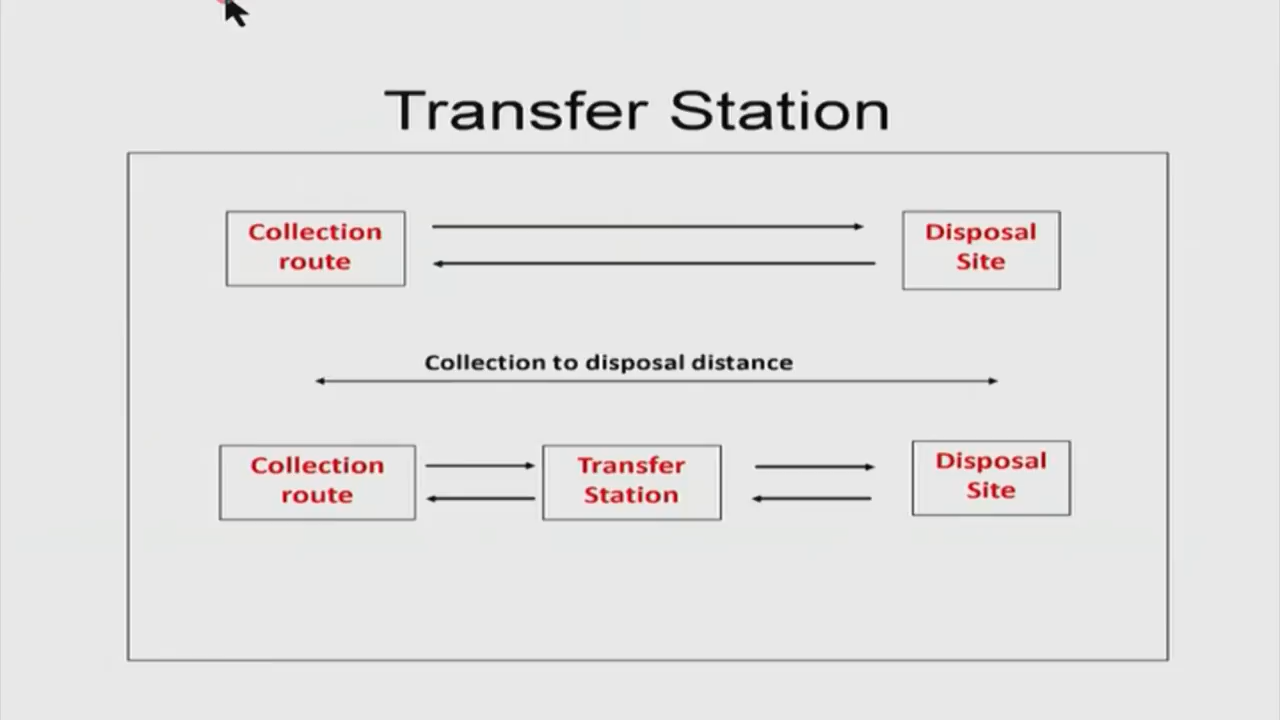 Transfer Station
Collection
route
Disposal
Site
Collection to disposal distance
Collection
route
Transfer
Station
Disposal
Site